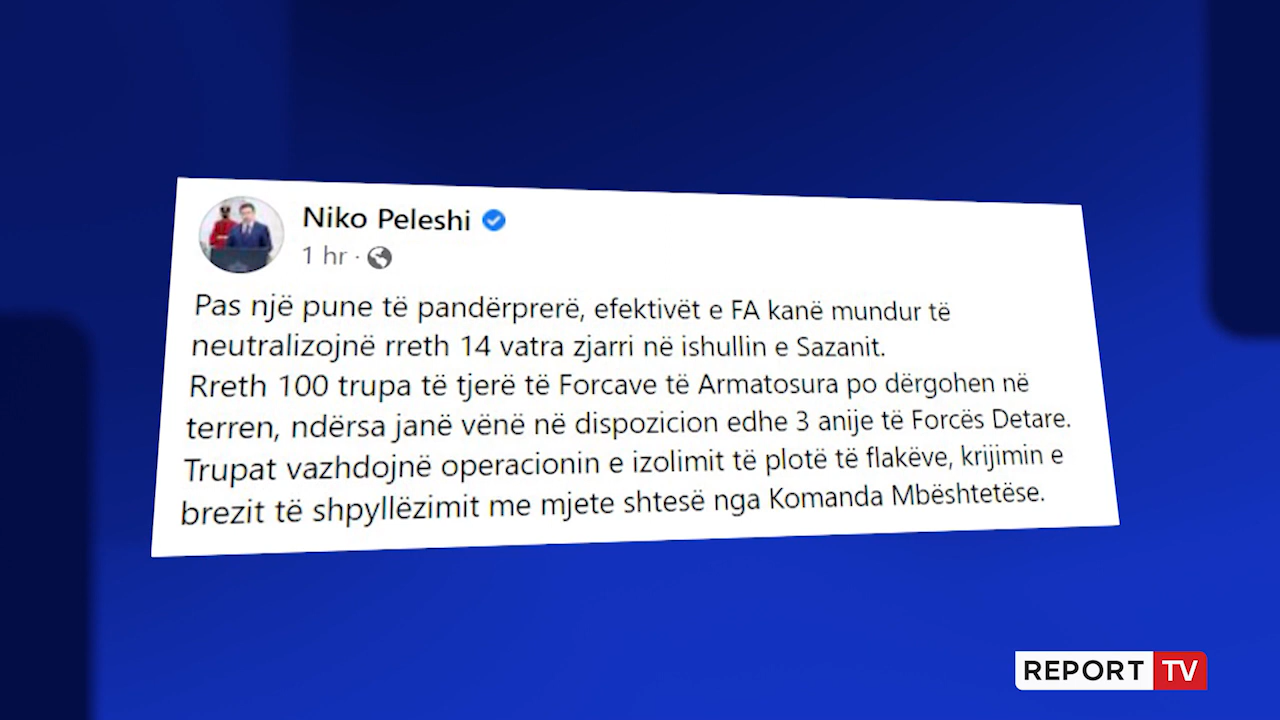 Niko Peleshi
1 hr ·
Pas një pune të pandërprerë, efektivët e FA kanë mundur të
neutralizojnë rreth 14 vatra zjarri në ishullin e Sazanit.
Rreth 100 trupa të tjerë të Forcave të Armatosura po dërgohen në
terren, ndërsa janë vënë në dispozicion edhe 3 anije të Forcës Detare.
Trupat vazhdojnë operacionin e izolimit të plotë të flakëve, krijimin e
brezit të shpyllëzimit me mjete shtesë nga Komanda Mbështetëse.
REPORT TV